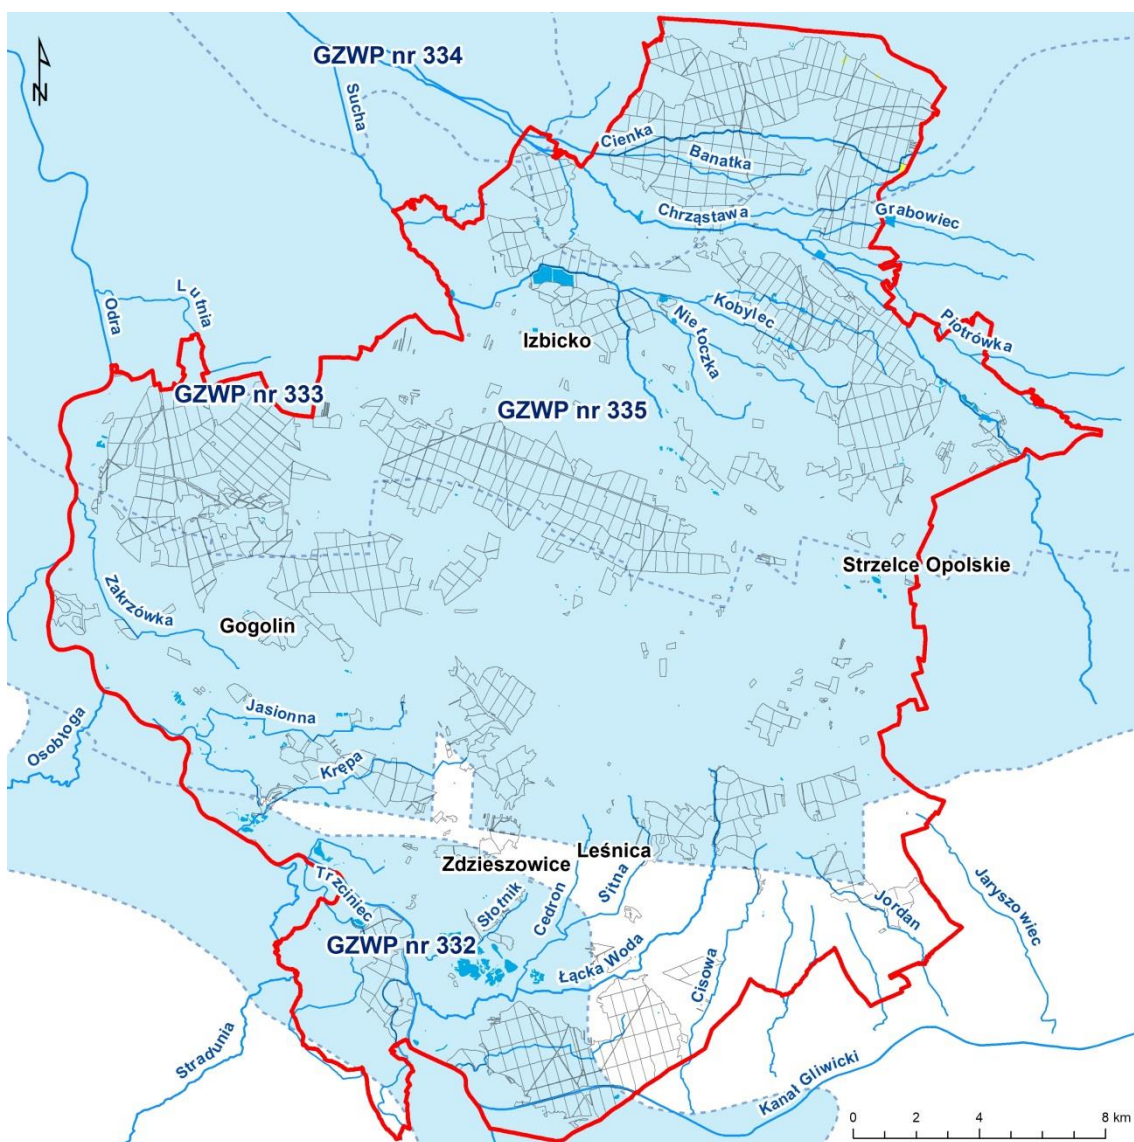 GZWP nr 334
N
Sucha
Cienka
Banatka
Chrząstawa
Grabowiec
Odra
Lutnia
Kobylec
Nie toczka
Piotrówka
Izbicko
GZWP nr 333
GZWP nr 335
Strzelce Opolskie
Zakrzówka
Gogolin
Jasionna
Osobłoga
Krępa
Zdzieszowice
Leśnica
Trzciniec
Słotnik
Cedron
Sitna
Jordan
Jaryszowiec
GZWP nr 332
Łącka Woda
Cisowa
Stradunia
Kanał Gliwicki
0 2 4 8 km